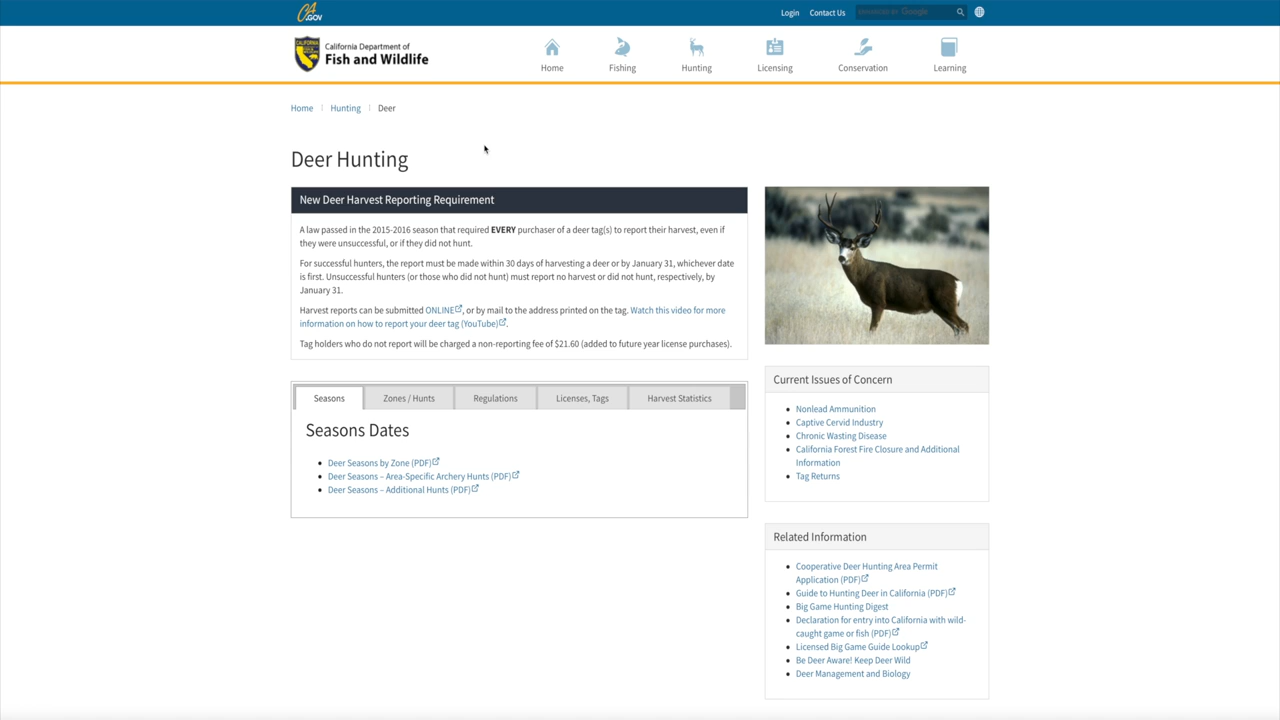 CA.GOV
Login
Contact Us
Google
California Department of
Fish and Wildlife
Home
Fishing
Hunting
Licensing
Conservation
Learning
Home
Hunting
Deer
Deer Hunting
New Deer Harvest Reporting Requirement
A law passed in the 2015-2016 season that required EVERY purchaser of a deer tag(s) to report their harvest, even if
they were unsuccessful, or if they did not hunt.
For successful hunters, the report must be made within 30 days of harvesting a deer or by January 31, whichever date
is first. Unsuccessful hunters (or those who did not hunt) must report no harvest or did not hunt, respectively, by
January 31.
Harvest reports can be submitted ONLINE, or by mail to the address printed on the tag. Watch this video for more
information on how to report your deer tag (YouTube).
Tag holders who do not report will be charged a non-reporting fee of $21.60 (added to future year license purchases).
Seasons
Zones / Hunts
Regulations
Licenses, Tags
Harvest Statistics
Seasons Dates
Deer Seasons by Zone (PDF)
Deer Seasons – Area-Specific Archery Hunts (PDF)
Deer Seasons – Additional Hunts (PDF)
Current Issues of Concern
Nonlead Ammunition
Captive Cervid Industry
Chronic Wasting Disease
California Forest Fire Closure and Additional
Information
Tag Returns
Related Information
Cooperative Deer Hunting Area Permit
Application (PDF)
Guide to Hunting Deer in California (PDF)
Big Game Hunting Digest
Declaration for entry into California with wild-
caught game or fish (PDF)
Licensed Big Game Guide Lookup
Be Deer Aware! Keep Deer Wild
Deer Management and Biology